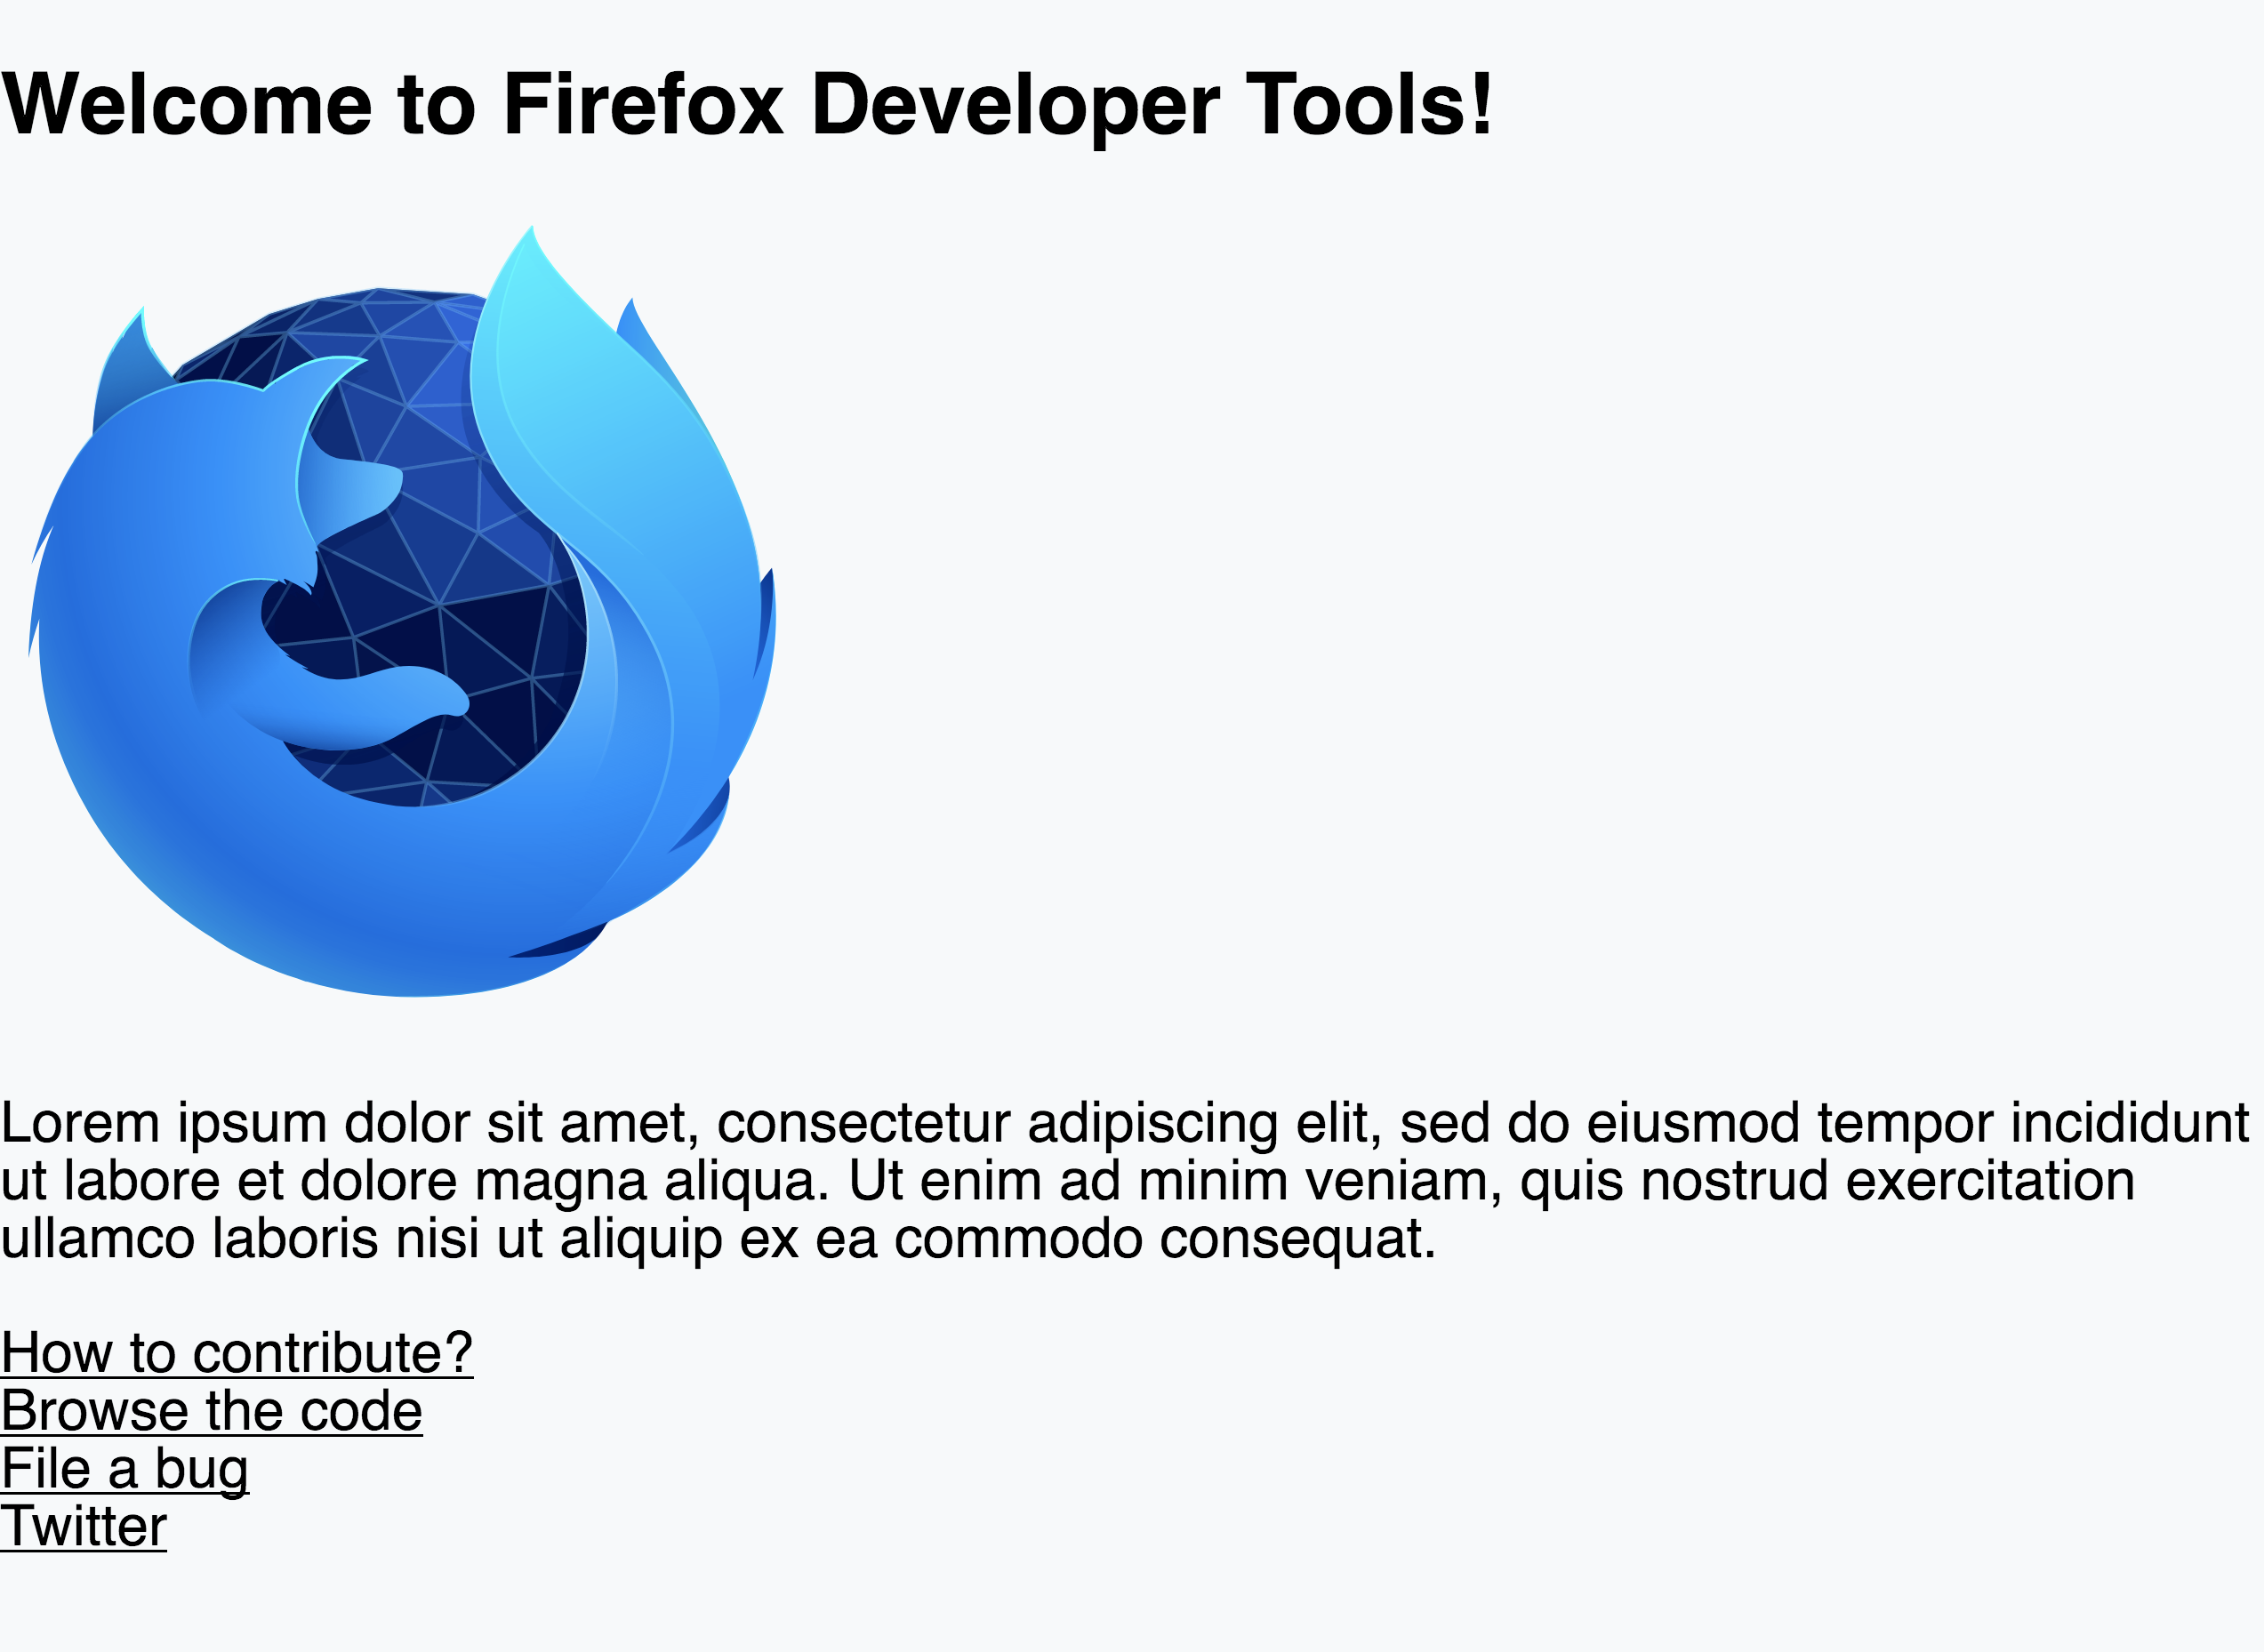 Welcome to Firefox Developer Tools!
Lorem ipsum dolor sit amet, consectetur adipiscing elit, sed do eiusmod tempor incididunt
ut labore et dolore magna aliqua. Ut enim ad minim veniam, quis nostrud exercitation
ullamco laboris nisi ut aliquip ex ea commodo consequat.
How to contribute?
Browse the code
File a bug
Twitter